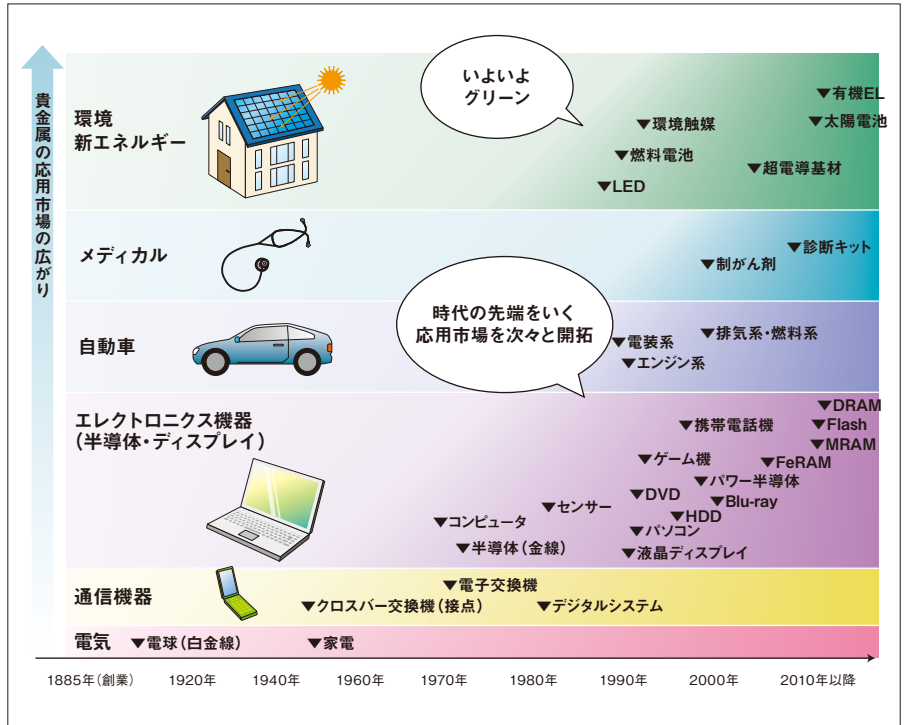 貴金属の応用市場の広がり
環境
新エネルギー
いよいよ
グリーン
▼有機EL
▼環境触媒
▼太陽電池
▼燃料電池
▼超電導基材
▼LED
メディカル
▼診断キット
▼制がん剤
時代の先端をいく
応用市場を次々と開拓
自動車
▼排気系・燃料系
▼電装系
▼エンジン系
エレクトロニクス機器
(半導体・ディスプレイ)
▼DRAM
▼携帯電話機
▼Flash
▼MRAM
▼ゲーム機
▼FeRAM
▼パワー半導体
▼DVD
▼Blu-ray
▼センサー
▼HDD
▼コンピュータ
▼パソコン
▼半導体(金線)
▼液晶ディスプレイ
通信機器
▼電子交換機
▼クロスバー交換機(接点)
▼デジタルシステム
電気
▼電球(白金線)
▼家電
1885年(創業)
1920年
1940年
1960年
1970年
1980年
1990年
2000年
2010年以降